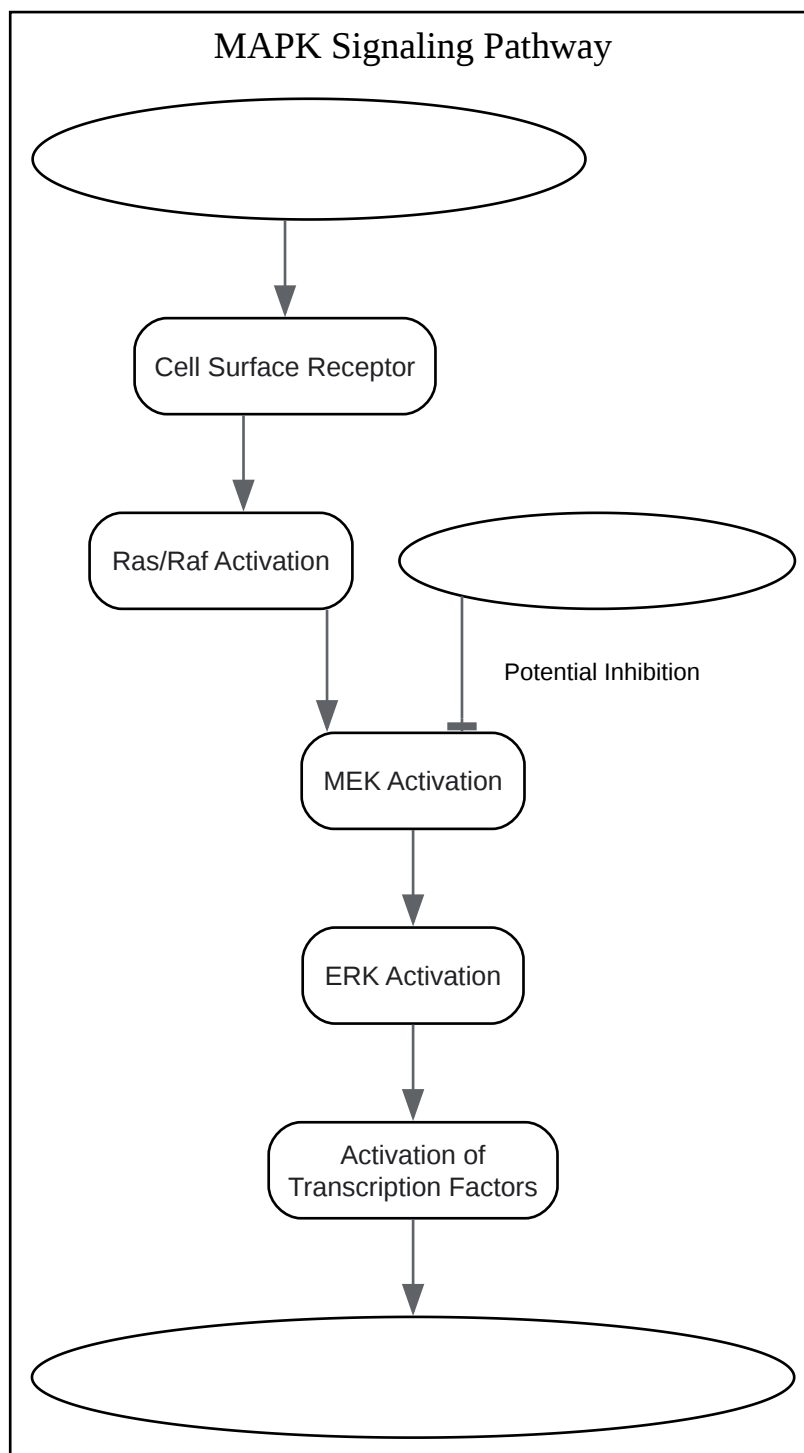 MAPK Signaling Pathway
Cell Surface Receptor
Ras/Raf Activation
Potential Inhibition
MEK Activation
ERK Activation
Activation of
Transcription Factors